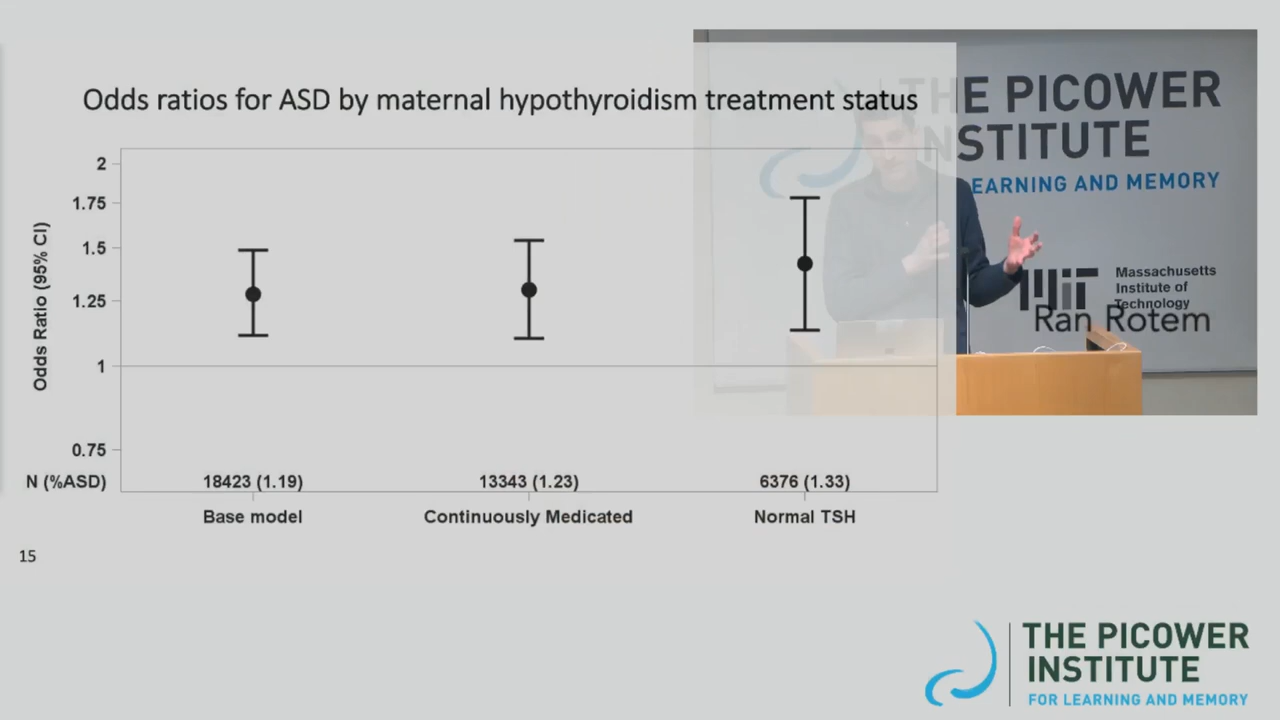 Odds ratios for ASD by maternal hypothyroidism treatment status
Odds Ratio (95% CI)
2
1.75
1.5
1.25
1
0.75
N (%ASD)
18423 (1.19)
13343 (1.23)
6376 (1.33)
Base model
Continuously Medicated
Normal TSH
15
THE PICOWER
INSTITUTE
LEARNING AND MEMORY
MIT
Massachusetts
Institute of
Technology
Ran Rotem
THE PICOWER
INSTITUTE
FOR LEARNING AND MEMORY